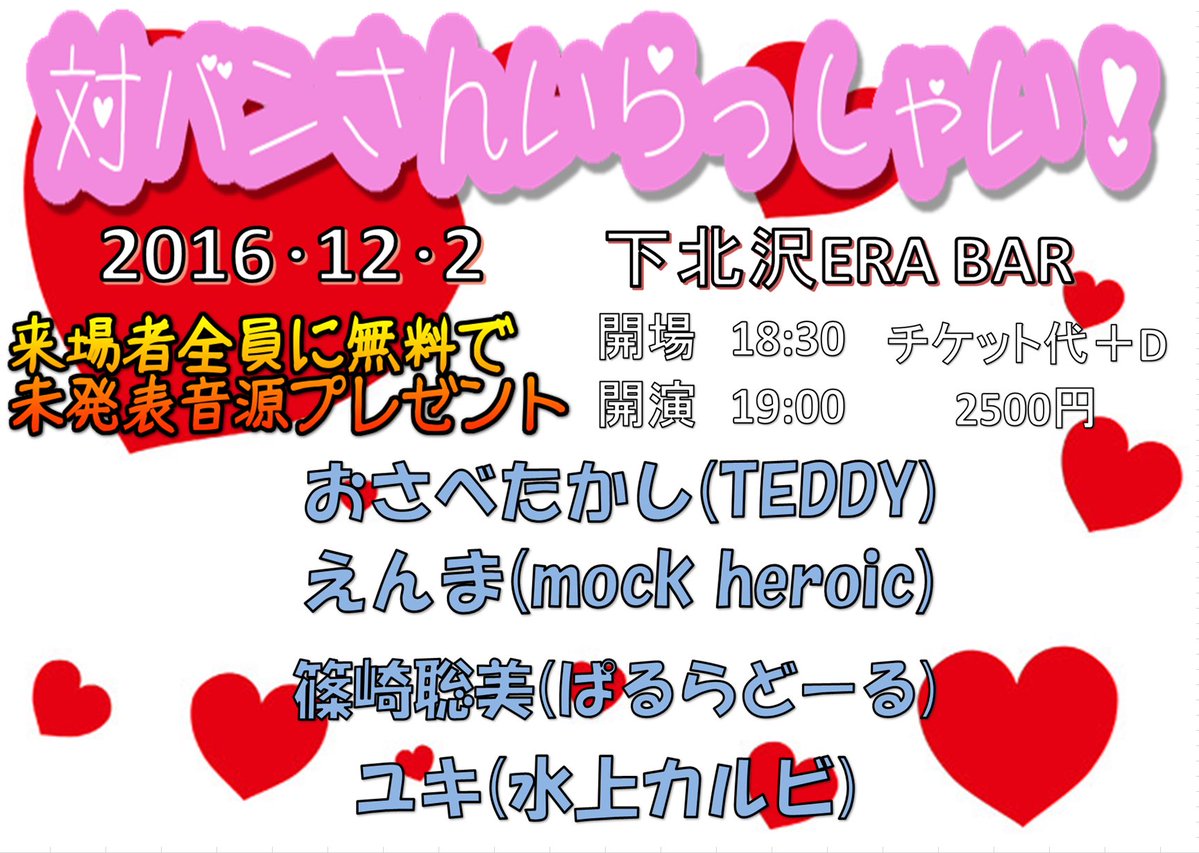 対バンさんいらっしゃい!
2016・12・2
下北沢ERA BAR
来場者全員に無料で
未発表音源プレゼント
開場 18:30
開演 19:00
チケット代+D
2500円
おさべたかし(TEDDY)
えんま(mock heroic)
篠崎聡美(ぱるらどーる)
ユキ(水上カルビ)